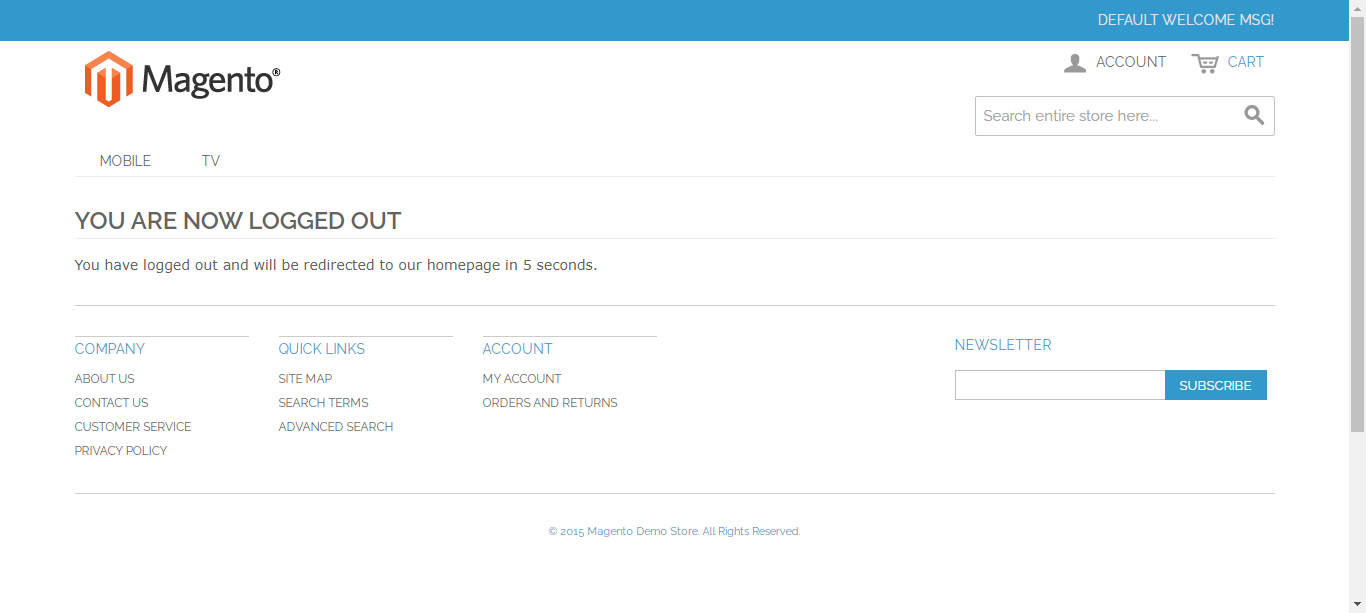 DEFAULT WELCOME MSG!
Magento®
ACCOUNT CART
Search entire store here...
MOBILE TV
YOU ARE NOW LOGGED OUT
You have logged out and will be redirected to our homepage in 5 seconds.
COMPANY
ABOUT US
CONTACT US
CUSTOMER SERVICE
PRIVACY POLICY
QUICK LINKS
SITE MAP
SEARCH TERMS
ADVANCED SEARCH
ACCOUNT
MY ACCOUNT
ORDERS AND RETURNS
NEWSLETTER
SUBSCRIBE
© 2015 Magento Demo Store. All Rights Reserved.